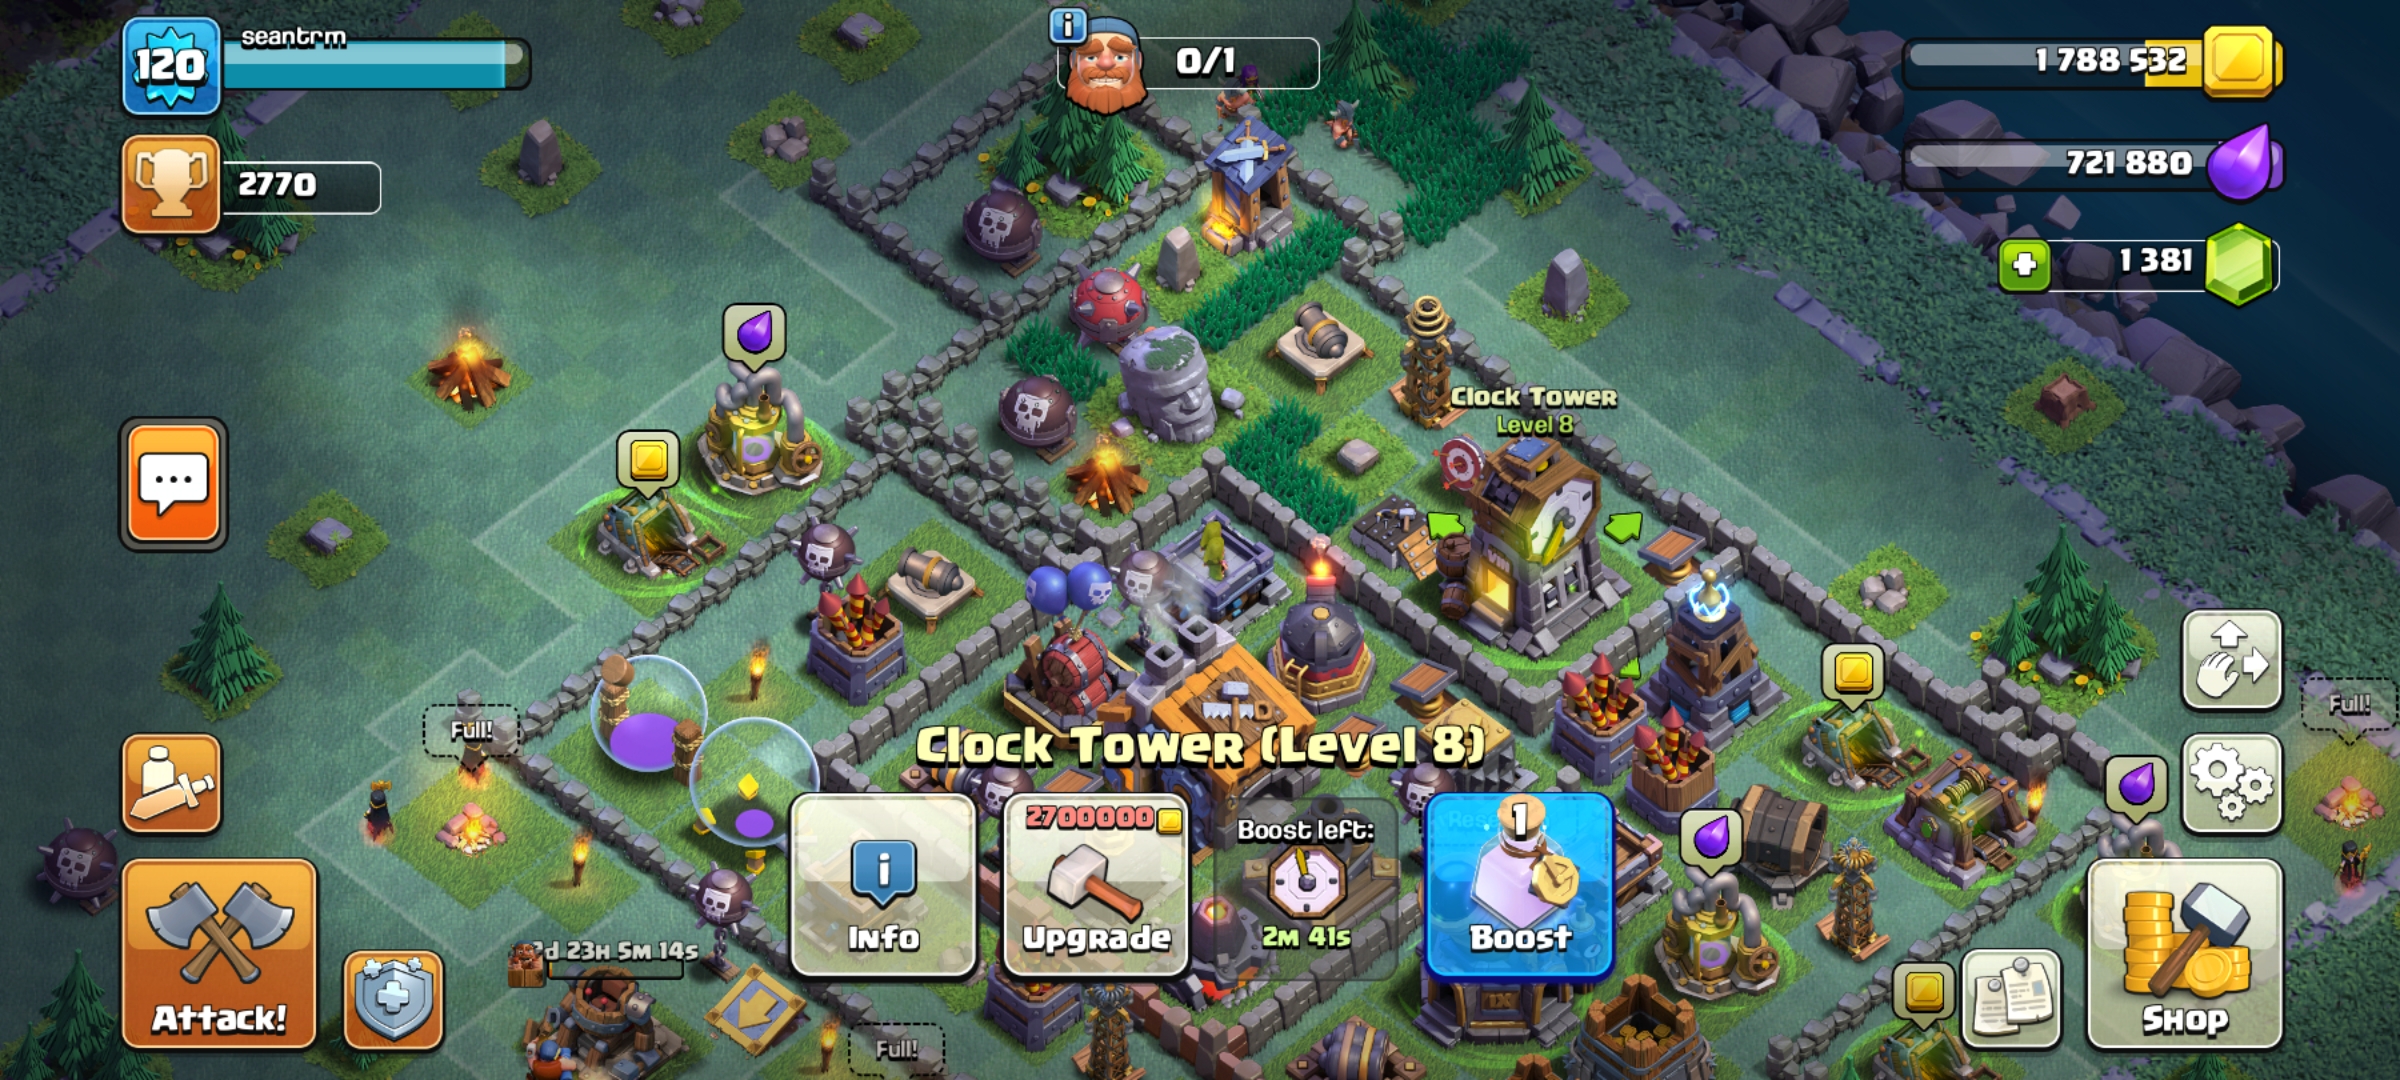 120
seantrm
0/1
1 788 532
2770
721 880
1 381
Clock Tower
Level 8
Full!
Full!
Clock Tower (Level 8)
2700000
Boost left:
1
Info
Upgrade
2M 41s
Boost
23H 5M 14s
Attack!
Shop
Full!